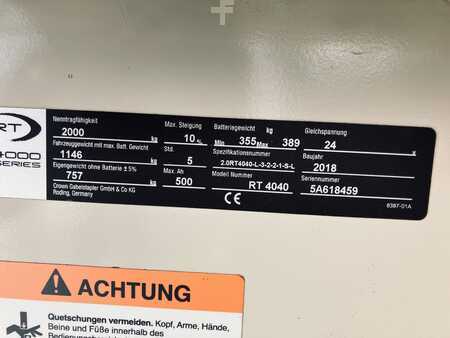 RT
4000
SERIES
Nenntragfähigkeit
2000 kg
Max. Steigung
10 %
Batteriegewicht kg
Min 355 Max 389
Gleichspannung
24 v
Fahrzeuggewicht mit max. Batt. Gewicht
1146 kg
Std.
5
Spezifikationsnummer
2.0RT4040-L-3-2-2-1-S-L
Baujahr
2018
Eigengewicht ohne Batterie ± 5%
757 kg
Max. Ah
500
Modell Nummer
RT 4040
Seriennummer
5A618459
Crown Gabelstapler GmbH & Co KG
Roding, Germany
CE
8397-01A
ACHTUNG
Quetschungen vermeiden. Kopf, Arme, Hände,
Beine und Füße innerhalb des